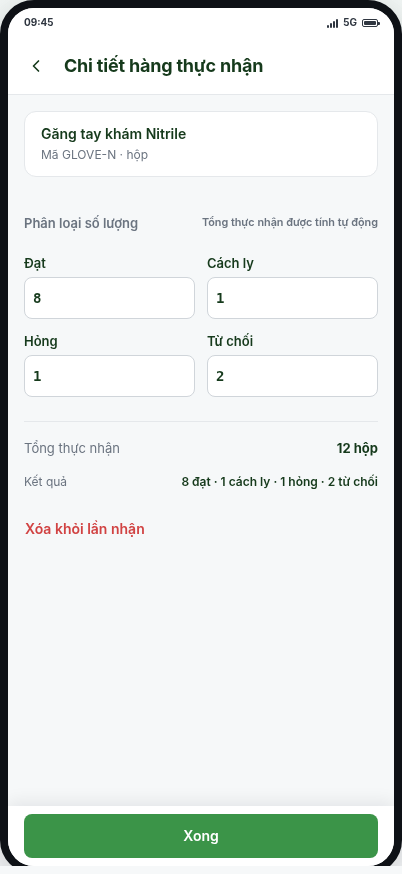 09:45
5G
Chi tiết hàng thực nhận
Găng tay khám Nitrile
Mã GLOVE-N · hộp
Phân loại số lượng
Tổng thực nhận được tính tự động
Đạt
Cách ly
8
1
Hỏng
Từ chối
1
2
Tổng thực nhận
12 hộp
Kết quả
8 đạt · 1 cách ly · 1 hỏng · 2 từ chối
Xóa khỏi lần nhận
Xong